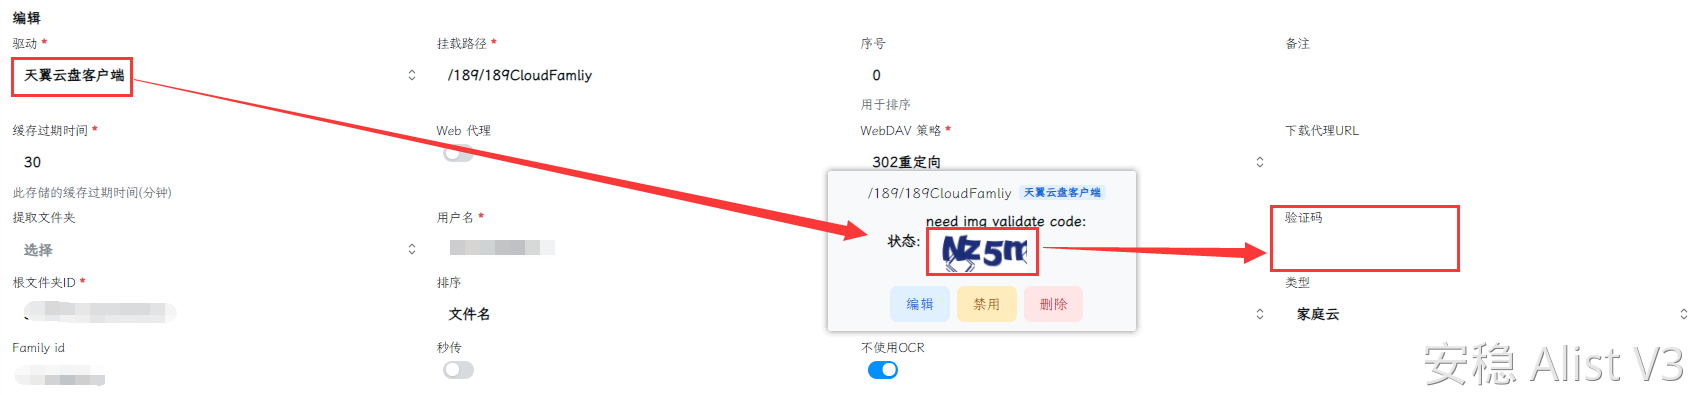 编辑
驱动 *
挂载路径 *
序号
备注
天翼云盘客户端
/189/189CloudFamliy
0
用于排序
缓存过期时间 *
Web 代理
WebDAV 策略 *
下载代理URL
30
302重定向
此存储的缓存过期时间(分钟)
/189/189CloudFamliy 天翼云盘客户端
提取文件夹
用户名 *
need img validate code:
验证码
选择
状态:
Nz5m
根文件夹ID *
排序
类型
编辑
禁用
删除
文件名
家庭云
Family id
秒传
不使用OCR
安稳 Alist V3